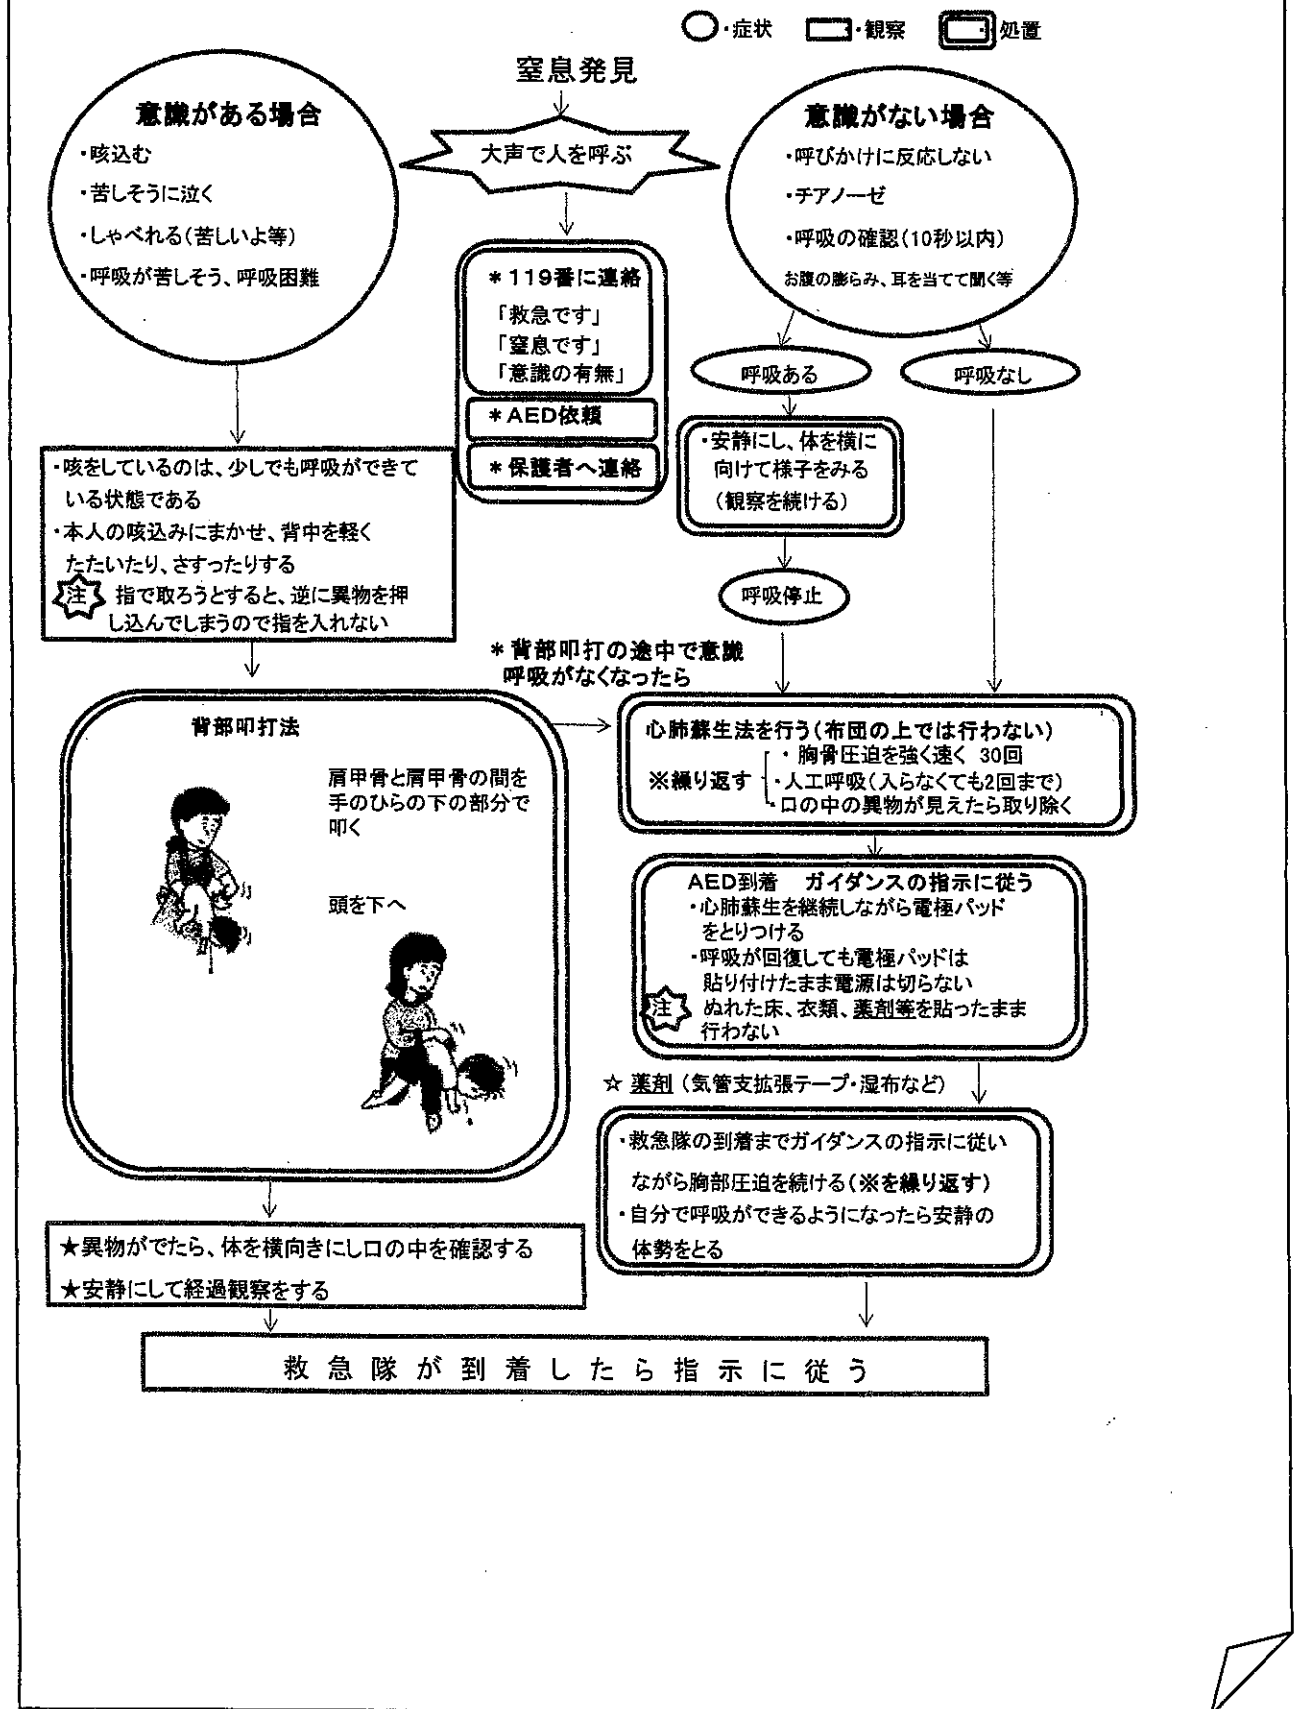 ○・症状　□・観察　処置
窒息発見
意識がある場合
・咳込む
・苦しそうに泣く
・しゃべれる(苦しいよ等)
・呼吸が苦しそう、呼吸困難
大声で人を呼ぶ
意識がない場合
・呼びかけに反応しない
・チアノーゼ
・呼吸の確認(10秒以内)
お腹の膨らみ、耳を当てて聞く等
＊119番に連絡
「救急です」
「窒息です」
「意識の有無」
＊AED依頼
＊保護者へ連絡
呼吸ある
呼吸なし
・安静にし、体を横に
向けて様子をみる
(観察を続ける)
呼吸停止
・咳をしているのは、少しでも呼吸ができて
いる状態である
・本人の咳込みにまかせ、背中を軽く
たたいたり、さすったりする
注 指で取ろうとすると、逆に異物を押
し込んでしまうので指を入れない
＊背部叩打の途中で意識
呼吸がなくなったら
背部叩打法
肩甲骨と肩甲骨の間を
手のひらの下の部分で
叩く
頭を下へ
心肺蘇生法を行う(布団の上では行わない)
・胸骨圧迫を強く速く 30回
※繰り返す ・人工呼吸(入らなくても2回まで)
・口の中の異物が見えたら取り除く
AED到着　ガイダンスの指示に従う
・心肺蘇生を継続しながら電極パッド
をとりつける
・呼吸が回復しても電極パッドは
貼り付けたまま電源は切らない
注 ぬれた床、衣類、薬剤等を貼ったまま
行わない
☆ 薬剤 (気管支拡張テープ・湿布など)
・救急隊の到着までガイダンスの指示に従い
ながら胸部圧迫を続ける(※を繰り返す)
・自分で呼吸ができるようになったら安静の
体勢をとる
★異物がでたら、体を横向きにし口の中を確認する
★安静にして経過観察をする
救急隊が到着したら指示に従う